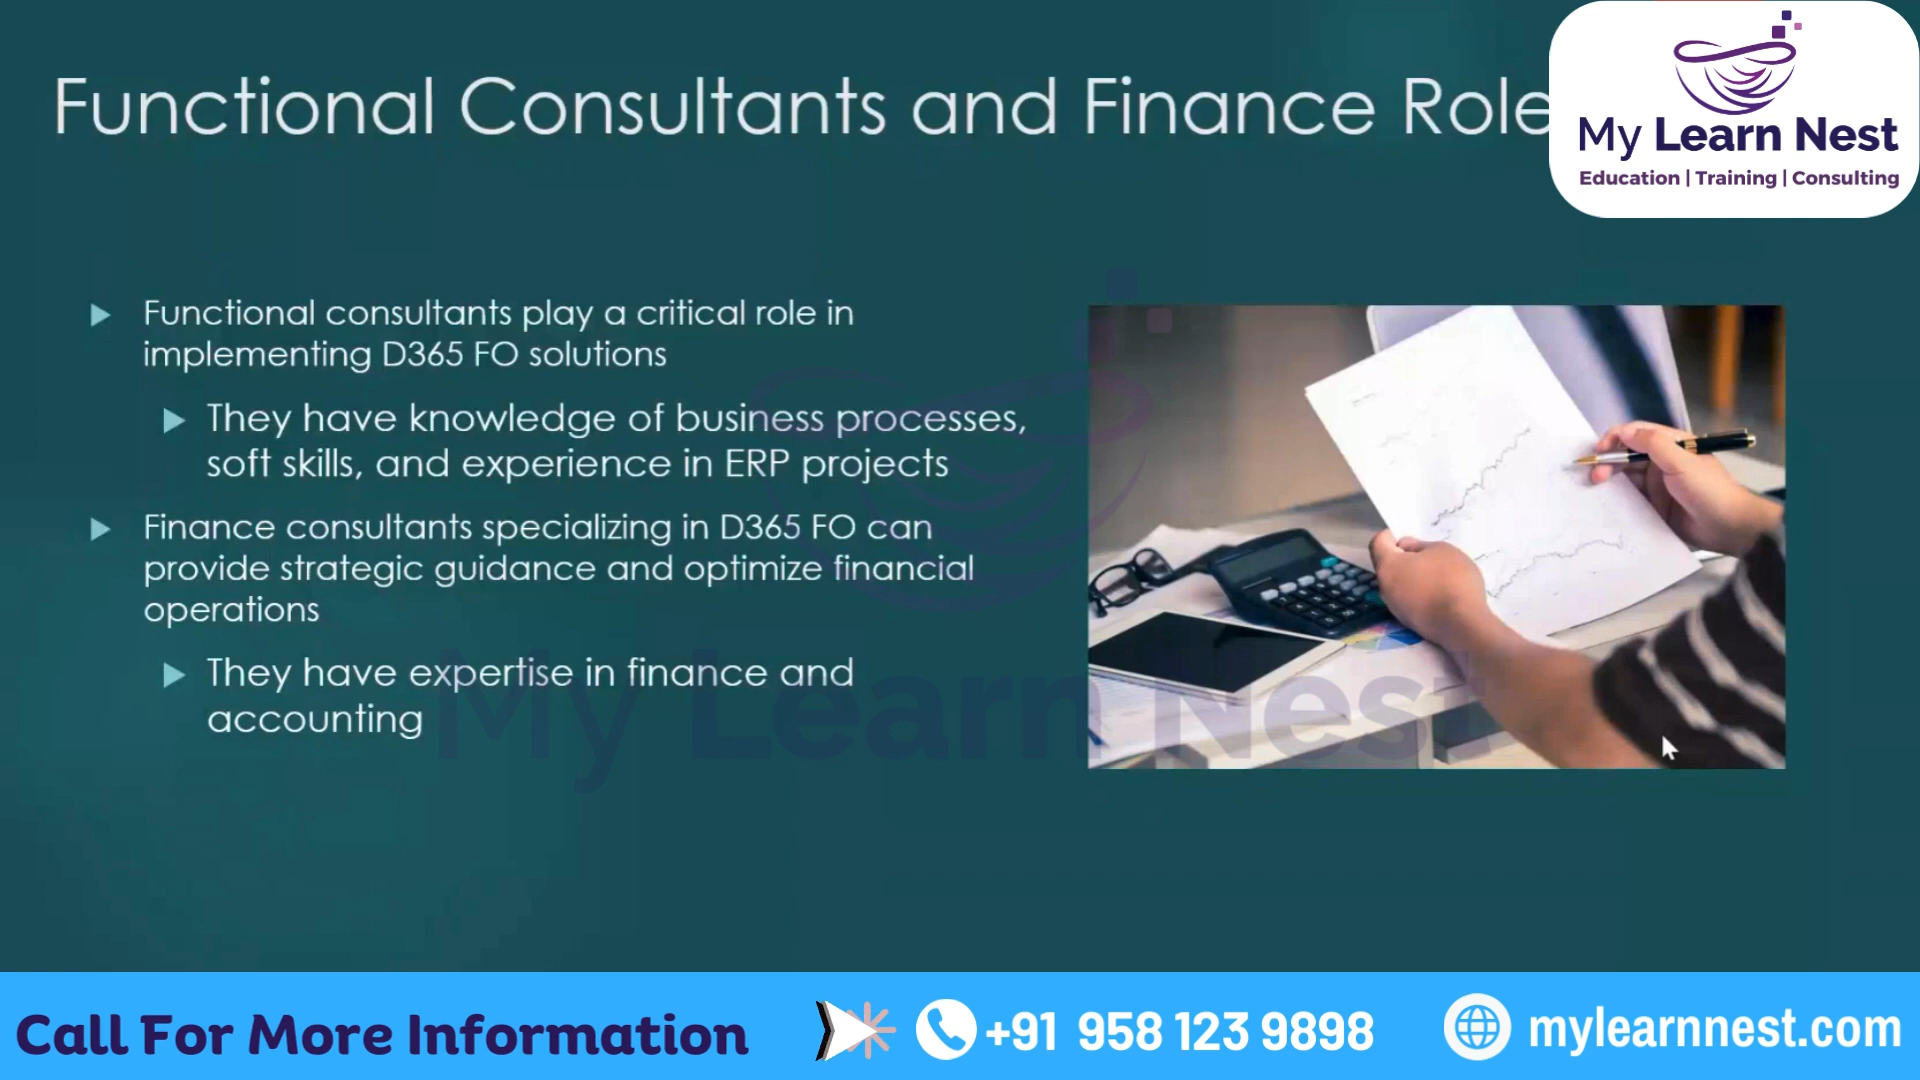 Functional Consultants and Finance Role
My Learn Nest
Education | Training | Consulting
Functional consultants play a critical role in
implementing D365 FO solutions
They have knowledge of business processes,
soft skills, and experience in ERP projects
Finance consultants specializing in D365 FO can
provide strategic guidance and optimize financial
operations
They have expertise in finance and
accounting
My Learn Nest
Call For More Information
+91 958 123 9898
mylearnnest.com